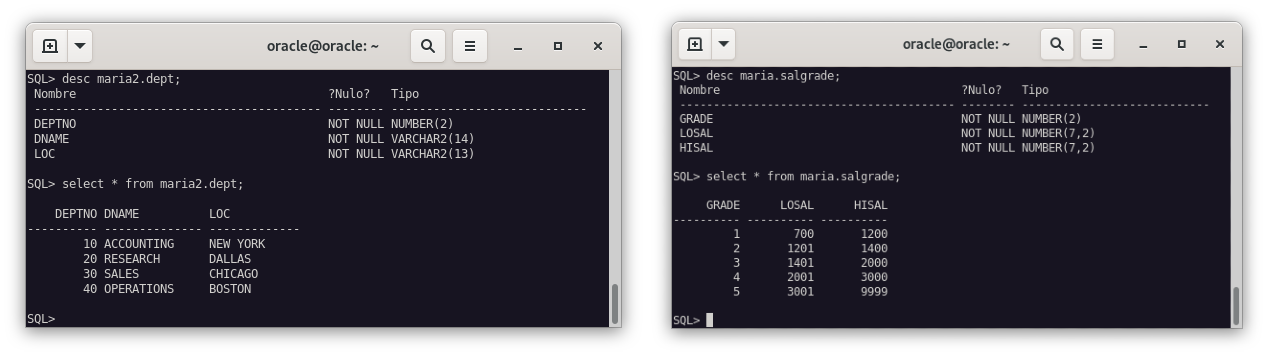 oracle@oracle: ~
SQL> desc maria2.dept;
 Nombre                                    ?Nulo?   Tipo
 ----------------------------------------- -------- ----------------------------
 DEPTNO                                    NOT NULL NUMBER(2)
 DNAME                                     NOT NULL VARCHAR2(14)
 LOC                                       NOT NULL VARCHAR2(13)
SQL> select * from maria2.dept;
    DEPTNO DNAME          LOC
---------- -------------- -------------
        10 ACCOUNTING     NEW YORK
        20 RESEARCH       DALLAS
        30 SALES          CHICAGO
        40 OPERATIONS     BOSTON
SQL>
oracle@oracle: ~
SQL> desc maria.salgrade;
 Nombre                                    ?Nulo?   Tipo
 ----------------------------------------- -------- ----------------------------
 GRADE                                     NOT NULL NUMBER(2)
 LOSAL                                     NOT NULL NUMBER(7,2)
 HISAL                                     NOT NULL NUMBER(7,2)
SQL> select * from maria.salgrade;
     GRADE      LOSAL      HISAL
---------- ---------- ----------
         1        700       1200
         2       1201       1400
         3       1401       2000
         4       2001       3000
         5       3001       9999
SQL>